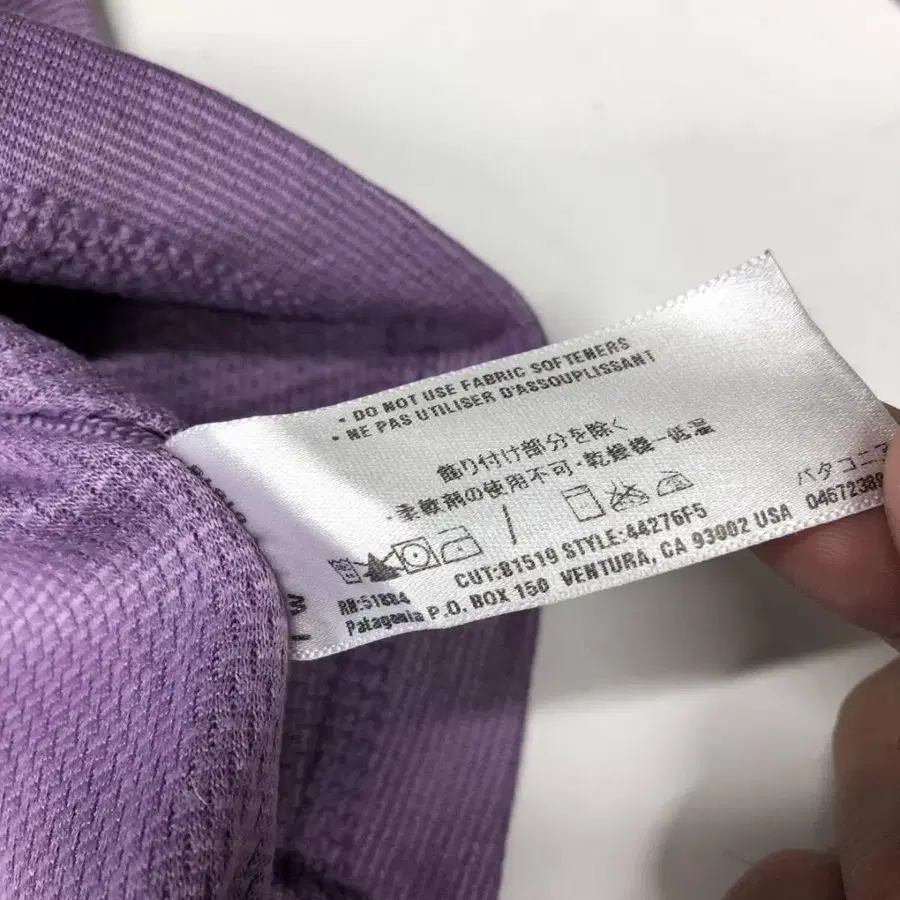 • DO NOT USE FABRIC SOFTENERS
• NE PAS UTILISER D'ASSOUPLISSANT
飾り付け部分を除く
・柔軟剤の使用不可・乾燥機ー低温
パタコニア
RN:51884 CUT:81519 STYLE:44276F5 0467238
Patagonia P.O. BOX 150 VENTURA, CA 93002 USA